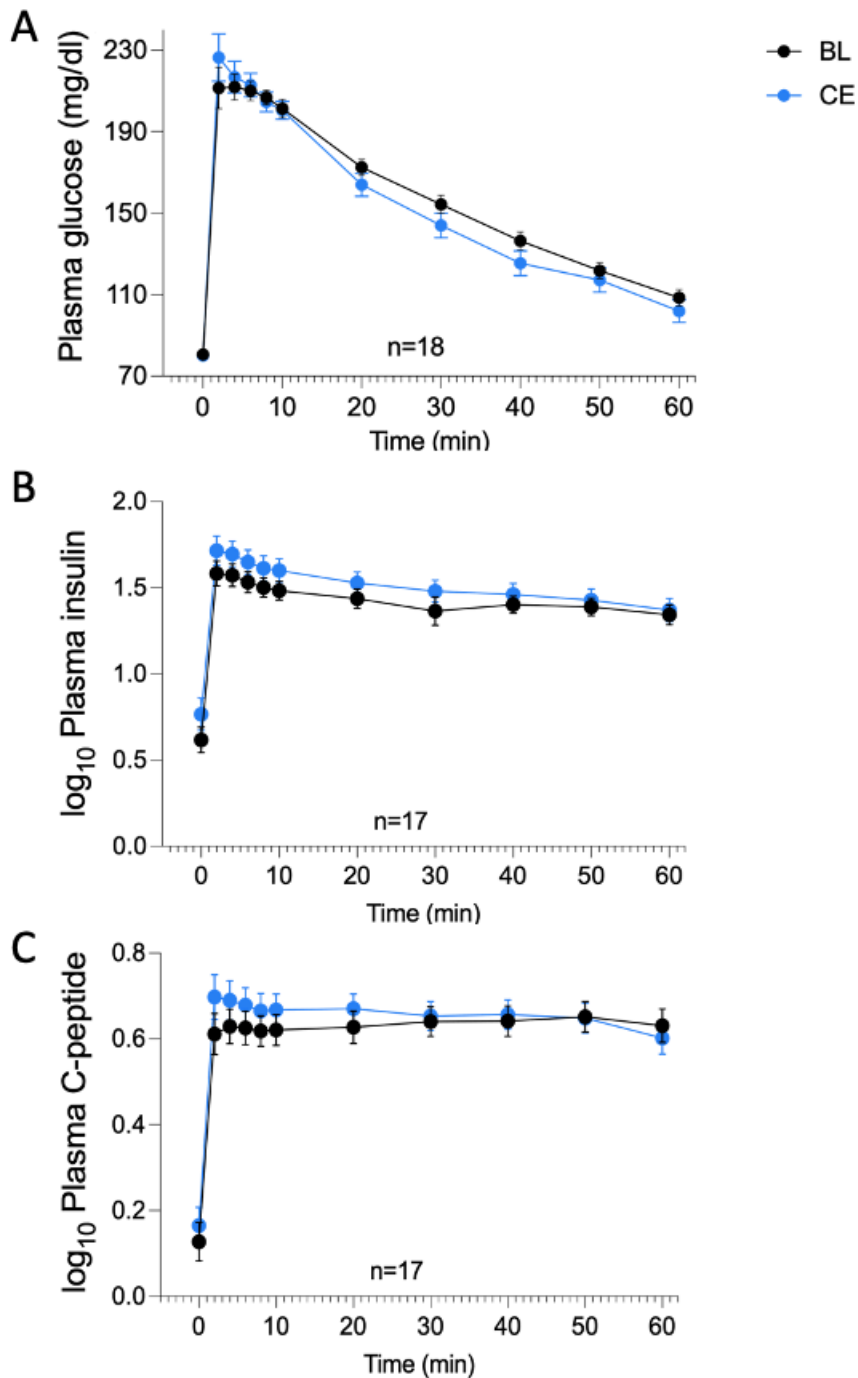 A
Plasma glucose (mg/dl)
230
190
150
110
70
n=18
0 10 20 30 40 50 60
Time (min)
BL
CE
B
log10 Plasma insulin
2.0
1.5
1.0
0.5
0.0
n=17
0 10 20 30 40 50 60
Time (min)
C
log10 Plasma C-peptide
0.8
0.6
0.4
0.2
0.0
n=17
0 10 20 30 40 50 60
Time (min)